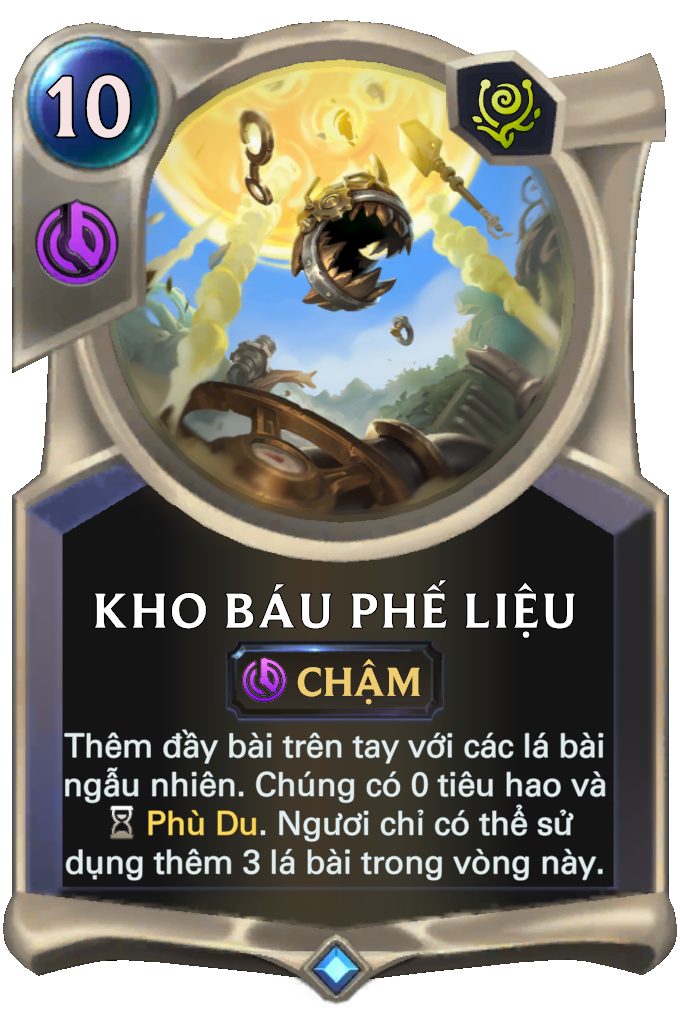 10
KHO BÁU PHẾ LIỆU
CHẬM
Thêm đầy bài trên tay với các lá bài
ngẫu nhiên. Chúng có 0 tiêu hao và
Phù Du. Ngươi chỉ có thể sử
dụng thêm 3 lá bài trong vòng này.